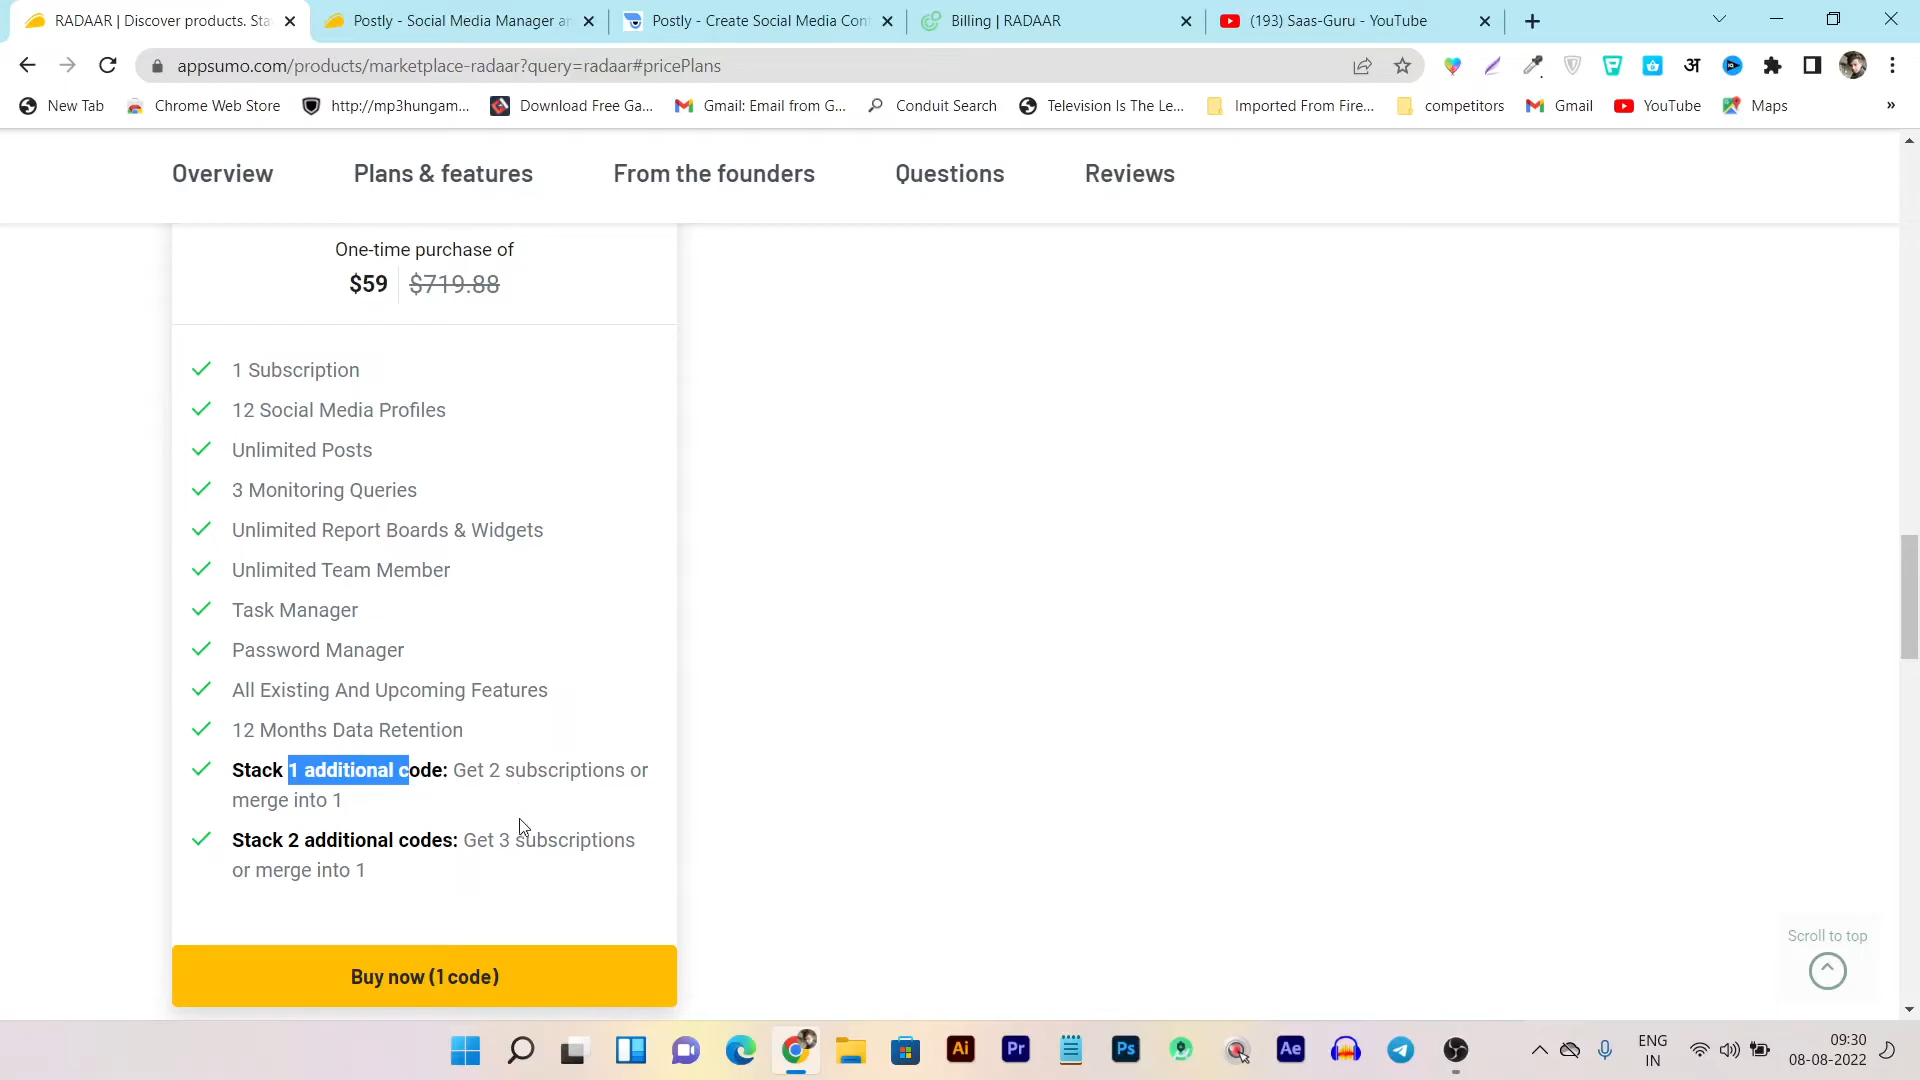 RADAAR | Discover products. Sta
Postly - Social Media Manager an
Postly - Create Social Media Con
Billing | RADAAR
(193) Saas-Guru - YouTube
appsumo.com/products/marketplace-radaar?query=radaar#pricePlans
New Tab
Chrome Web Store
http://mp3hungam...
Download Free Ga...
Gmail: Email from G...
Conduit Search
Television Is The Le...
Imported From Fire...
competitors
Gmail
YouTube
Maps
»
Overview
Plans & features
From the founders
Questions
Reviews
One-time purchase of
$59 $719.88
1 Subscription
12 Social Media Profiles
Unlimited Posts
3 Monitoring Queries
Unlimited Report Boards & Widgets
Unlimited Team Member
Task Manager
Password Manager
All Existing And Upcoming Features
12 Months Data Retention
Stack 1 additional code: Get 2 subscriptions or
merge into 1
Stack 2 additional codes: Get 3 subscriptions
or merge into 1
Buy now (1 code)
Scroll to top
Ai
Pr
Ps
Ae
ENG
IN
09:30
08-08-2022